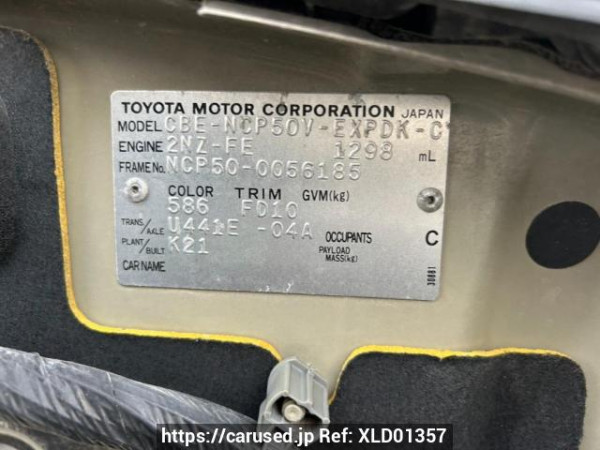 TOYOTA MOTOR CORPORATION JAPAN
MODEL CBE-NCP50V-EXPDK-C
ENGINE 2NZ-FE 1298 mL
FRAME No. NCP50-0056185
COLOR TRIM GVM(kg)
586 FD10
TRANS./AXLE U441E -04A OCCUPANTS C
PLANT/BUILT K21 PAYLOAD MASS(kg)
CAR NAME
30881
https://carused.jp Ref: XLD01357